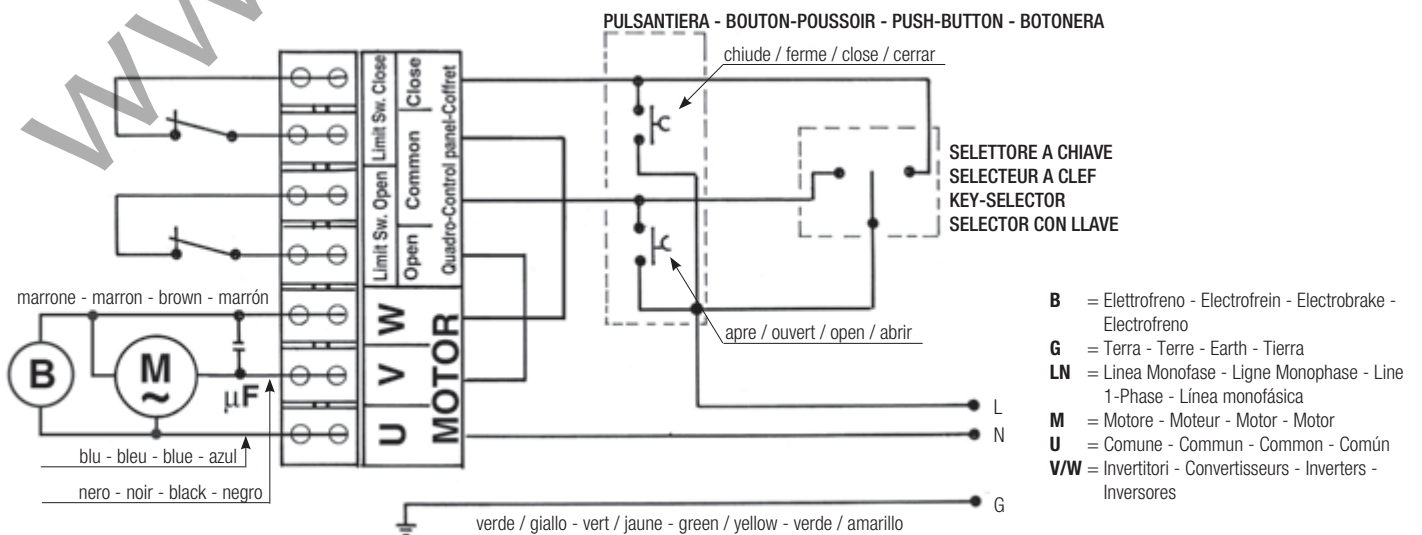 WW
PULSANTIERA - BOUTON-POUSSOIR - PUSH-BUTTON - BOTONERA
chiude / ferme / close / cerrar
Limit Sw. Close
Close
Limit Sw. Open
Common
Open
Quadro-Control panel-Coffret
SELETTORE A CHIAVE
SELECTEUR A CLEF
KEY-SELECTOR
SELECTOR CON LLAVE
marrone - marron - brown - marrón
apre / ouvert / open / abrir
B
M
~
µF
W
V
U
MOTOR
blu - bleu - blue - azul
nero - noir - black - negro
L
N
G
verde / giallo - vert / jaune - green / yellow - verde / amarillo
B = Elettrofreno - Electrofrein - Electrobrake -
Electrofreno
G = Terra - Terre - Earth - Tierra
LN = Linea Monofase - Ligne Monophase - Line
1-Phase - Línea monofásica
M = Motore - Moteur - Motor - Motor
U = Comune - Commun - Common - Común
V/W = Invertitori - Convertisseurs - Inverters -
Inversores